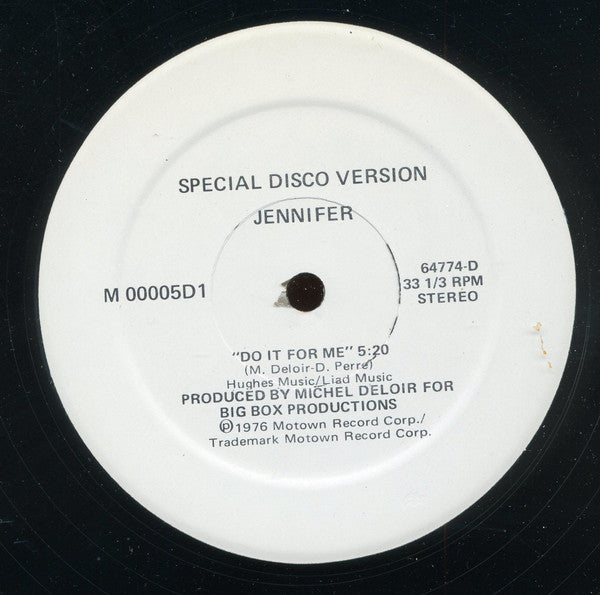 SPECIAL DISCO VERSION
JENNIFER
M 00005D1
64774-D
33 1/3 RPM
STEREO
"DO IT FOR ME" 5:20
(M. Deloir-D. Perre)
Hughes Music/Liad Music
PRODUCED BY MICHEL DELOIR FOR
BIG BOX PRODUCTIONS
℗1976 Motown Record Corp./
Trademark Motown Record Corp.